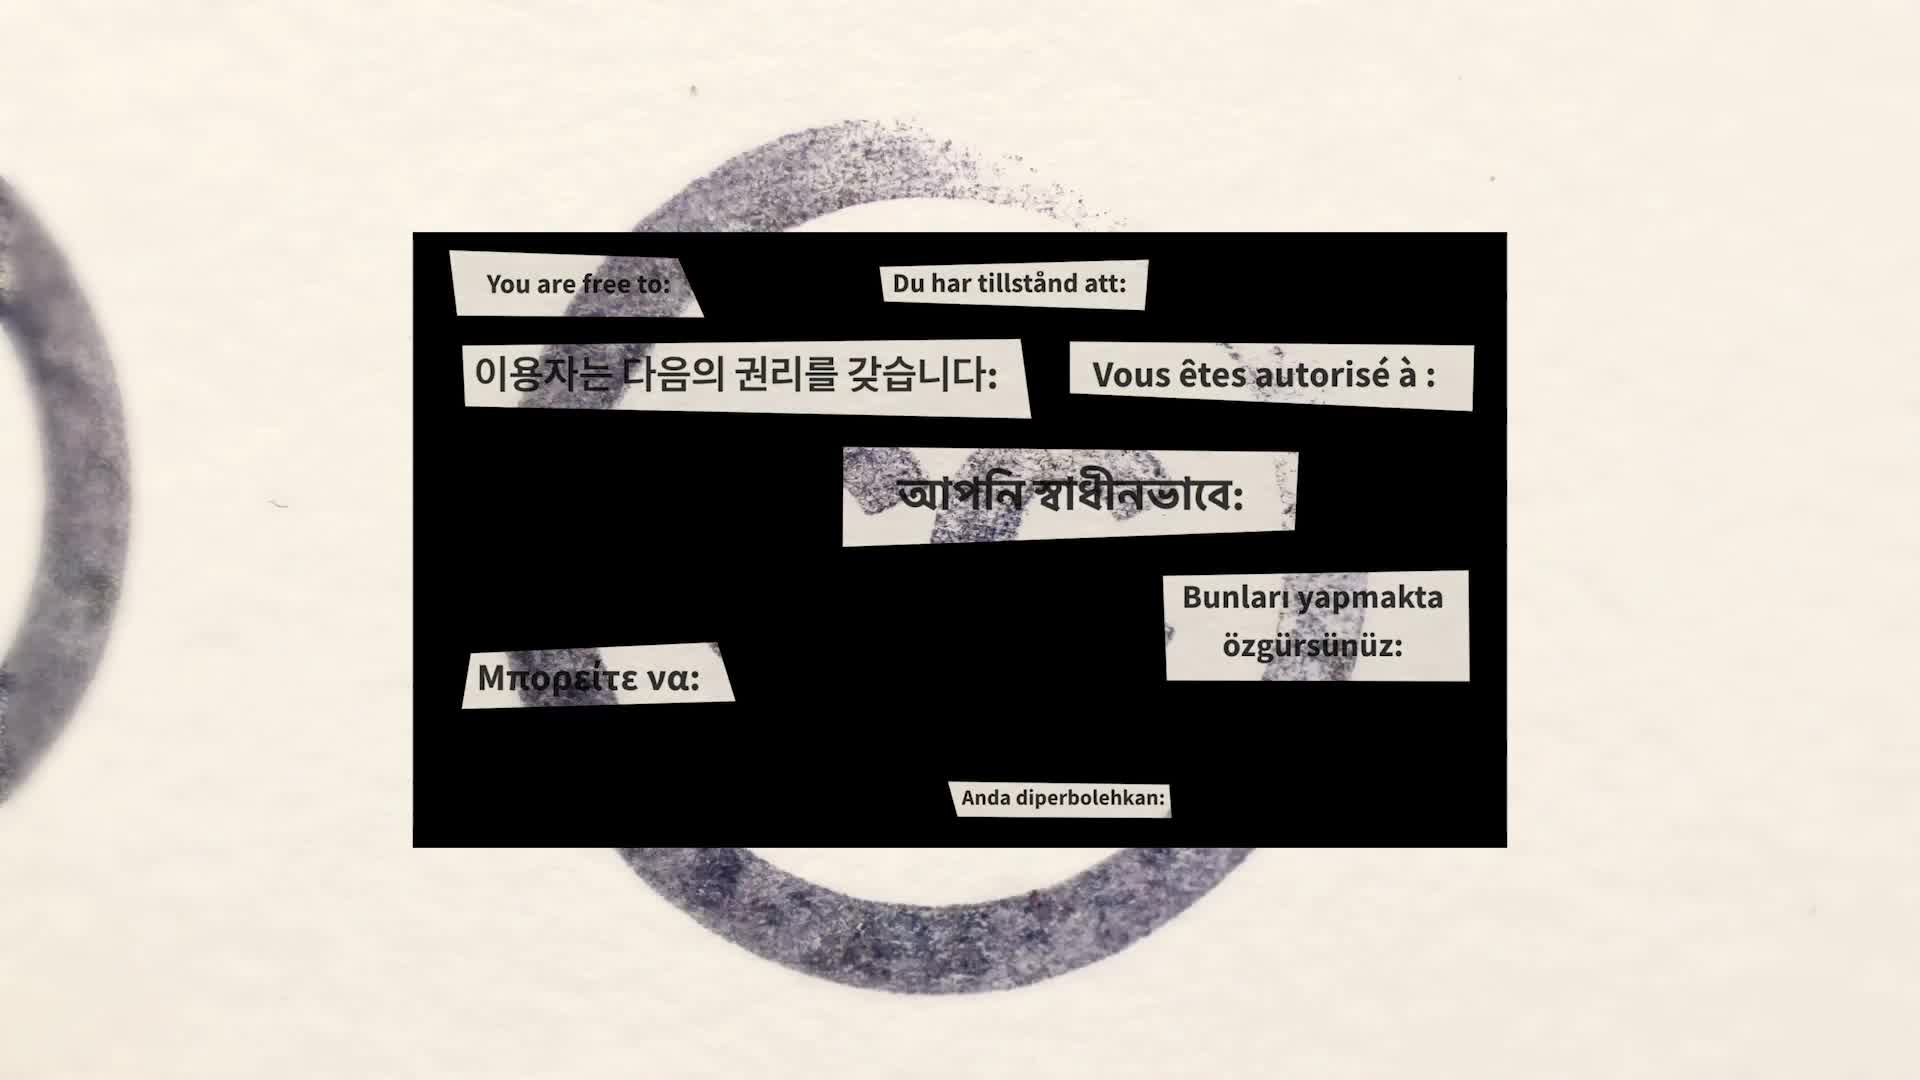 You are free to:
Du har tillstånd att:
이용자는 다음의 권리를 갖습니다:
Vous êtes autorisé à :
আপনি স্বাধীনভাবে:
Bunları yapmakta
özgürsünüz:
Μπορείτε να:
Anda diperbolehkan: